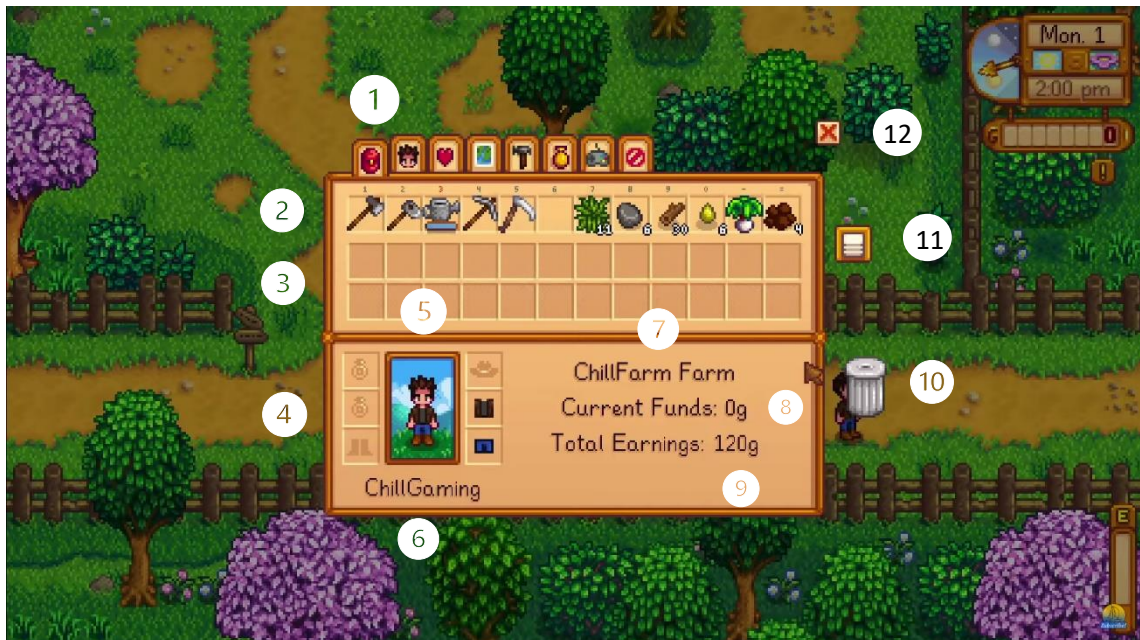 Mon. 1
2:00 pm
G 0
1
12
1 2 3 4 5 6 7 8 9 0 - =
11 6 30 6 4
2
11
3
5
7
ChillFarm Farm
10
4
Current Funds: 0g
8
Total Earnings: 120g
ChillGaming
9
6
E